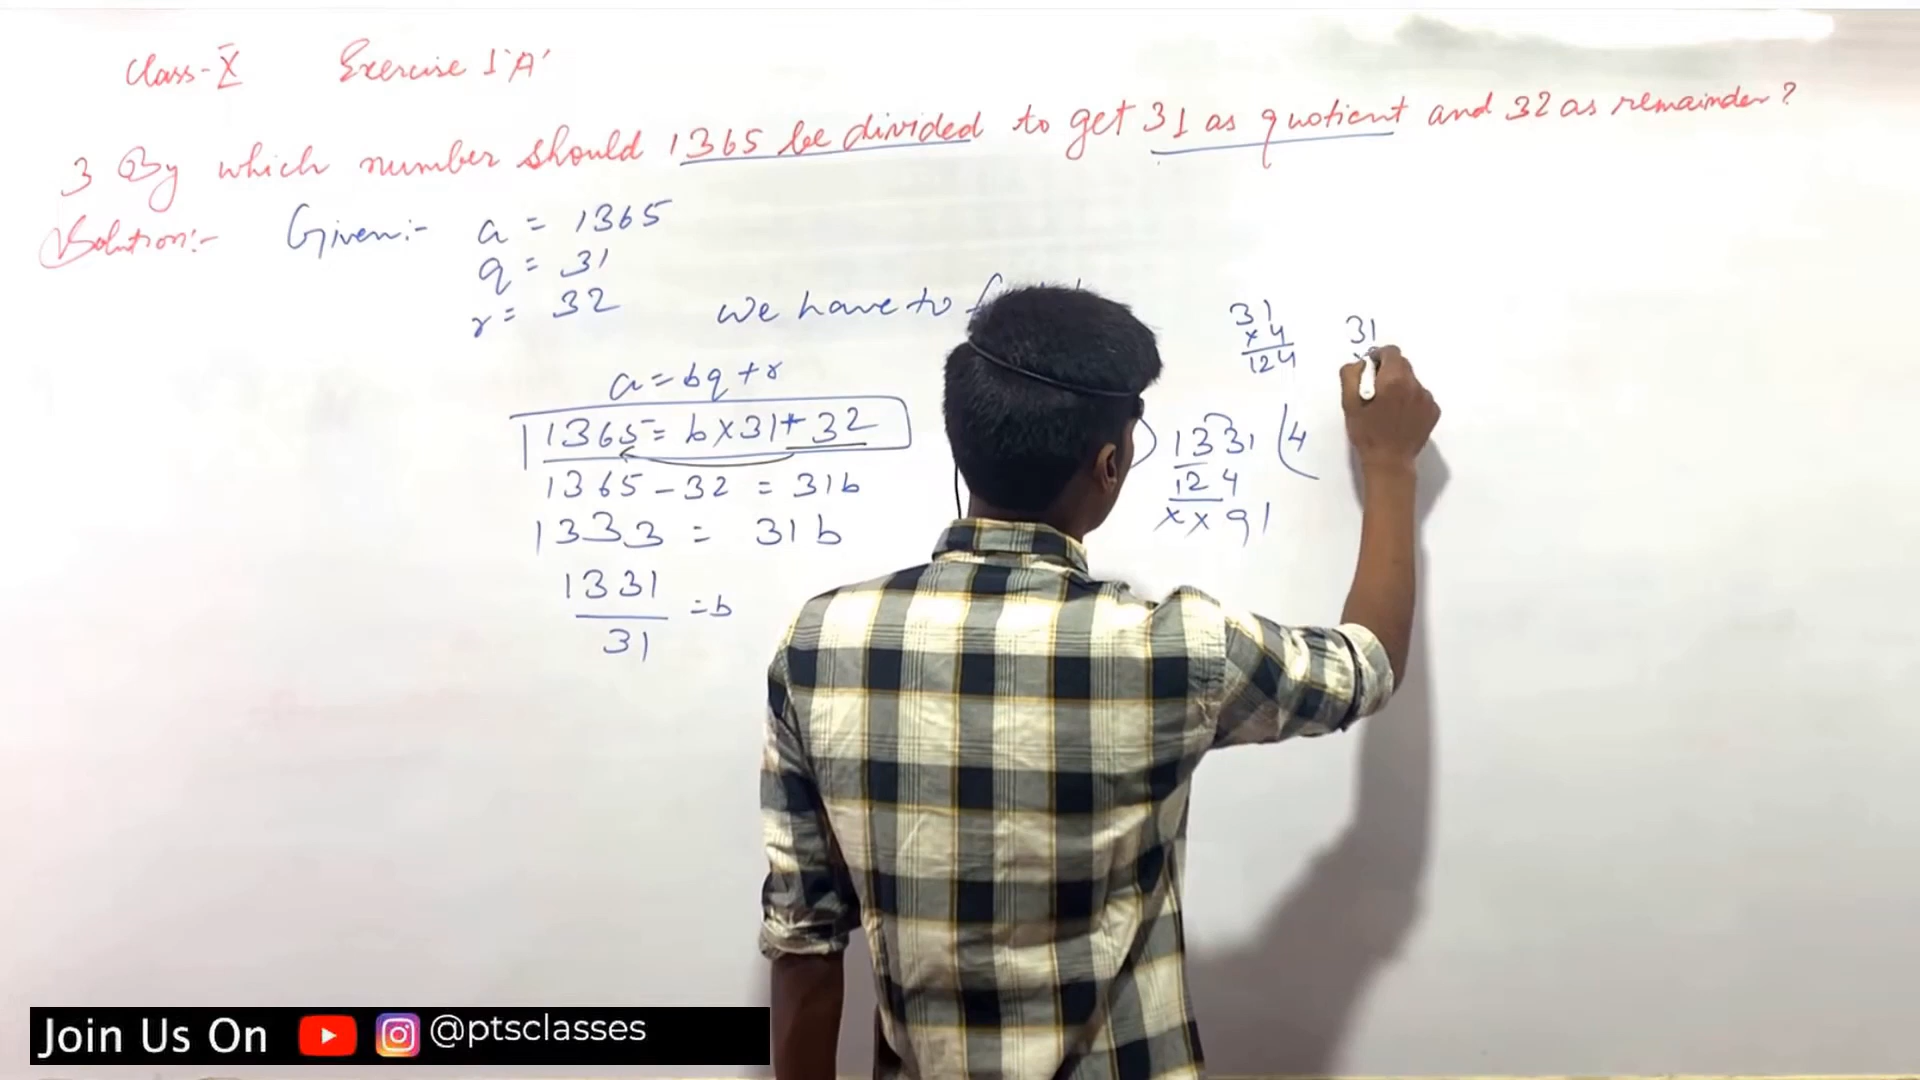 Class-X Exercise 1'A'
3 By which number should 1365 be divided to get 31 as quotient and 32 as remainder?
Solution:- Given:- a = 1365
q = 31
r = 32
we have to
a = bq + r
1365 = b×31+32
1365 - 32 = 31b
1333 = 31b
1331
31
= b
31
×4
124
31
1331 (4
124
××91
Join Us On @ptsclasses